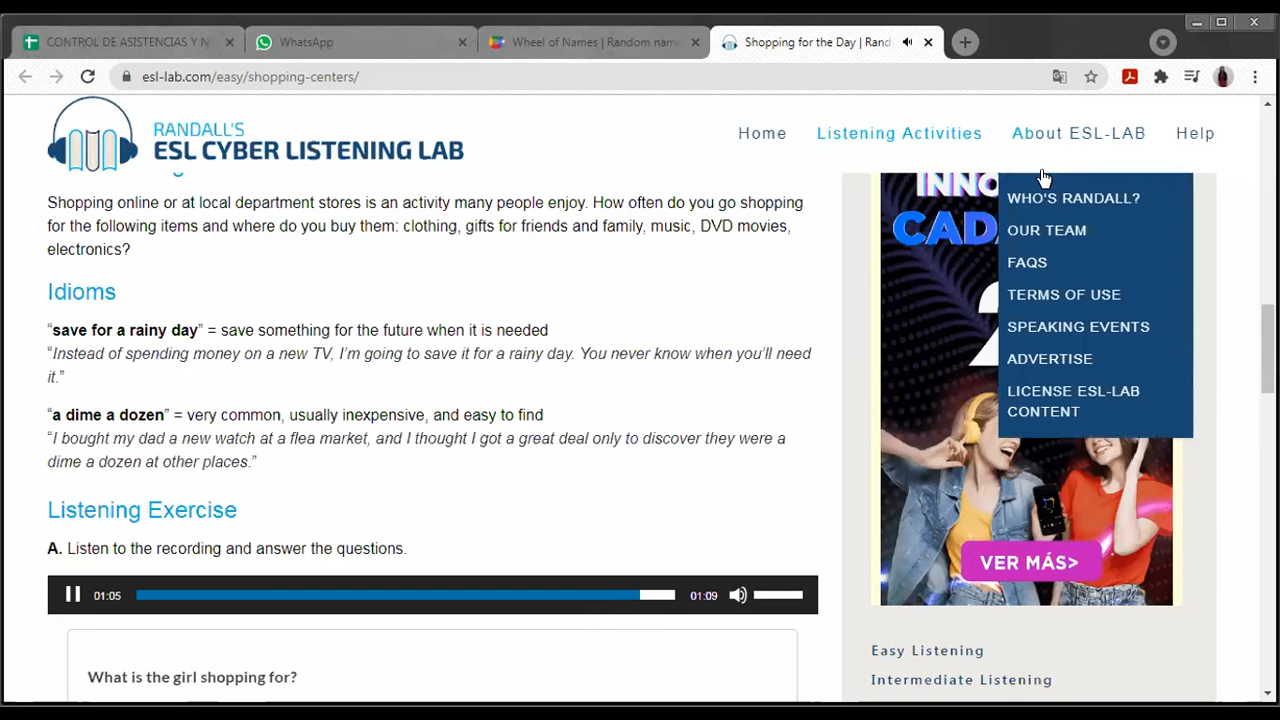 CONTROL DE ASISTENCIAS Y N
WhatsApp
Wheel of Names | Random nam
Shopping for the Day | Rand
esl-lab.com/easy/shopping-centers/
RANDALL'S
ESL CYBER LISTENING LAB
Home
Listening Activities
About ESL-LAB
Help
Shopping online or at local department stores is an activity many people enjoy. How often do you go shopping
for the following items and where do you buy them: clothing, gifts for friends and family, music, DVD movies,
electronics?
Idioms
“save for a rainy day” = save something for the future when it is needed
“Instead of spending money on a new TV, I’m going to save it for a rainy day. You never know when you’ll need
it.”
“a dime a dozen” = very common, usually inexpensive, and easy to find
“I bought my dad a new watch at a flea market, and I thought I got a great deal only to discover they were a
dime a dozen at other places.”
Listening Exercise
A. Listen to the recording and answer the questions.
01:05
01:09
What is the girl shopping for?
INNO
CADA
WHO'S RANDALL?
OUR TEAM
FAQS
TERMS OF USE
SPEAKING EVENTS
ADVERTISE
LICENSE ESL-LAB
CONTENT
VER MÁS>
Easy Listening
Intermediate Listening